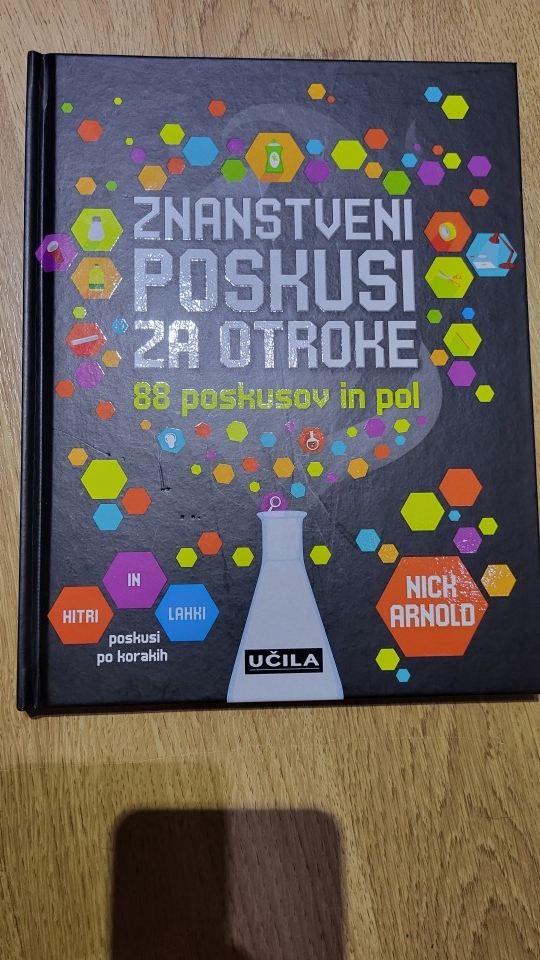 ZNANSTVENI
POSKUSI
ZA OTROKE
88 poskusov in pol
HITRI
IN
LAHKI
poskusi
po korakih
NICK
ARNOLD
UČILA